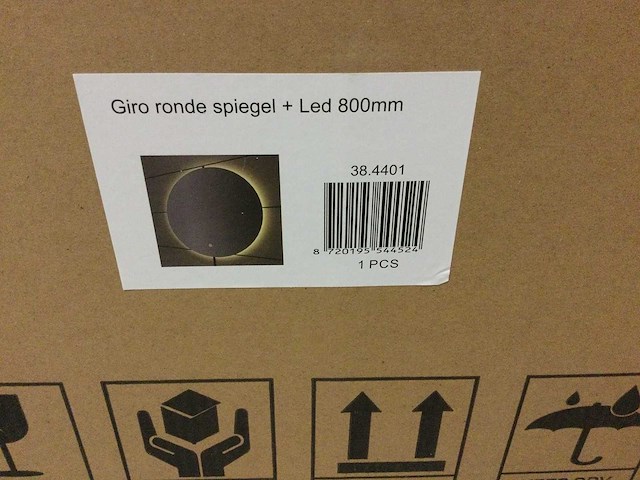 Giro ronde spiegel + Led 800mm
38.4401
8 720195 544524
1 PCS